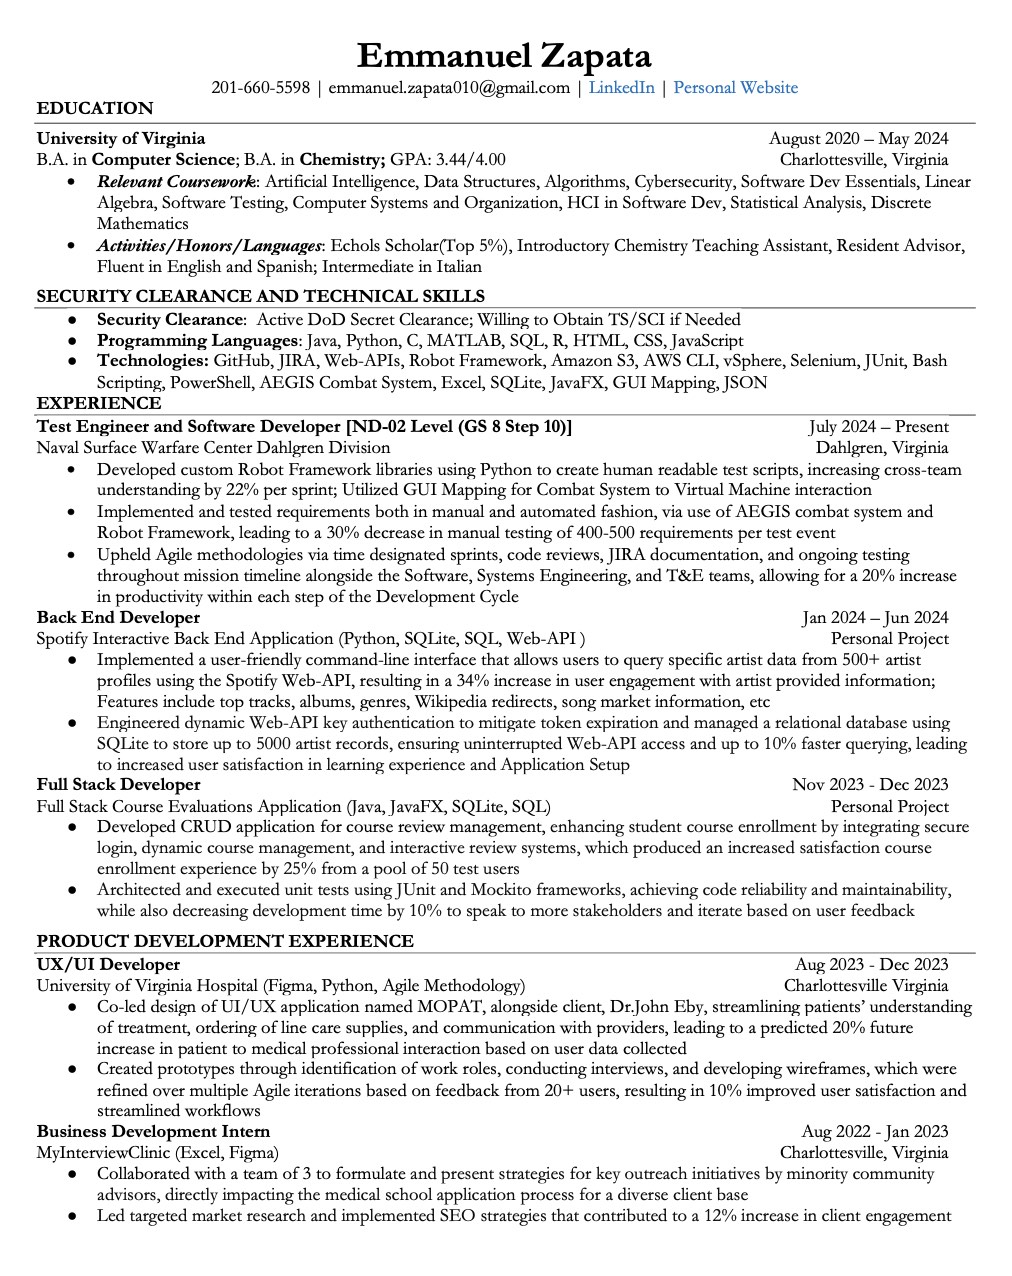 Emmanuel Zapata
201-660-5598 | emmanuel.zapata010@gmail.com | LinkedIn | Personal Website
EDUCATION
University of Virginia August 2020 – May 2024
B.A. in Computer Science; B.A. in Chemistry; GPA: 3.44/4.00 Charlottesville, Virginia
● Relevant Coursework: Artificial Intelligence, Data Structures, Algorithms, Cybersecurity, Software Dev Essentials, Linear
Algebra, Software Testing, Computer Systems and Organization, HCI in Software Dev, Statistical Analysis, Discrete
Mathematics
● Activities/Honors/Languages: Echols Scholar(Top 5%), Introductory Chemistry Teaching Assistant, Resident Advisor,
Fluent in English and Spanish; Intermediate in Italian
SECURITY CLEARANCE AND TECHNICAL SKILLS
● Security Clearance: Active DoD Secret Clearance; Willing to Obtain TS/SCI if Needed
● Programming Languages: Java, Python, C, MATLAB, SQL, R, HTML, CSS, JavaScript
● Technologies: GitHub, JIRA, Web-APIs, Robot Framework, Amazon S3, AWS CLI, vSphere, Selenium, JUnit, Bash
Scripting, PowerShell, AEGIS Combat System, Excel, SQLite, JavaFX, GUI Mapping, JSON
EXPERIENCE
Test Engineer and Software Developer [ND-02 Level (GS 8 Step 10)] July 2024 – Present
Naval Surface Warfare Center Dahlgren Division Dahlgren, Virginia
● Developed custom Robot Framework libraries using Python to create human readable test scripts, increasing cross-team
understanding by 22% per sprint; Utilized GUI Mapping for Combat System to Virtual Machine interaction
● Implemented and tested requirements both in manual and automated fashion, via use of AEGIS combat system and
Robot Framework, leading to a 30% decrease in manual testing of 400-500 requirements per test event
● Upheld Agile methodologies via time designated sprints, code reviews, JIRA documentation, and ongoing testing
throughout mission timeline alongside the Software, Systems Engineering, and T&E teams, allowing for a 20% increase
in productivity within each step of the Development Cycle
Back End Developer Jan 2024 – Jun 2024
Spotify Interactive Back End Application (Python, SQLite, SQL, Web-API ) Personal Project
● Implemented a user-friendly command-line interface that allows users to query specific artist data from 500+ artist
profiles using the Spotify Web-API, resulting in a 34% increase in user engagement with artist provided information;
Features include top tracks, albums, genres, Wikipedia redirects, song market information, etc
● Engineered dynamic Web-API key authentication to mitigate token expiration and managed a relational database using
SQLite to store up to 5000 artist records, ensuring uninterrupted Web-API access and up to 10% faster querying, leading
to increased user satisfaction in learning experience and Application Setup
Full Stack Developer Nov 2023 - Dec 2023
Full Stack Course Evaluations Application (Java, JavaFX, SQLite, SQL) Personal Project
● Developed CRUD application for course review management, enhancing student course enrollment by integrating secure
login, dynamic course management, and interactive review systems, which produced an increased satisfaction course
enrollment experience by 25% from a pool of 50 test users
● Architected and executed unit tests using JUnit and Mockito frameworks, achieving code reliability and maintainability,
while also decreasing development time by 10% to speak to more stakeholders and iterate based on user feedback
PRODUCT DEVELOPMENT EXPERIENCE
UX/UI Developer Aug 2023 - Dec 2023
University of Virginia Hospital (Figma, Python, Agile Methodology) Charlottesville Virginia
● Co-led design of UI/UX application named MOPAT, alongside client, Dr.John Eby, streamlining patients’ understanding
of treatment, ordering of line care supplies, and communication with providers, leading to a predicted 20% future
increase in patient to medical professional interaction based on user data collected
● Created prototypes through identification of work roles, conducting interviews, and developing wireframes, which were
refined over multiple Agile iterations based on feedback from 20+ users, resulting in 10% improved user satisfaction and
streamlined workflows
Business Development Intern Aug 2022 - Jan 2023
MyInterviewClinic (Excel, Figma) Charlottesville, Virginia
● Collaborated with a team of 3 to formulate and present strategies for key outreach initiatives by minority community
advisors, directly impacting the medical school application process for a diverse client base
● Led targeted market research and implemented SEO strategies that contributed to a 12% increase in client engagement